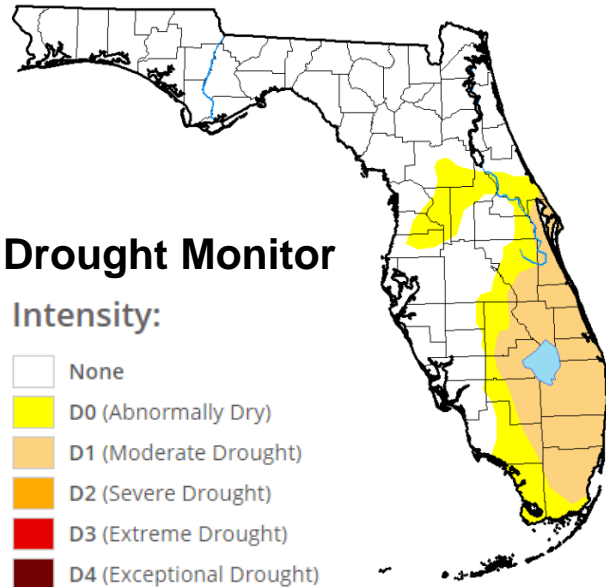 Drought Monitor
Intensity:
None
D0 (Abnormally Dry)
D1 (Moderate Drought)
D2 (Severe Drought)
D3 (Extreme Drought)
D4 (Exceptional Drought)